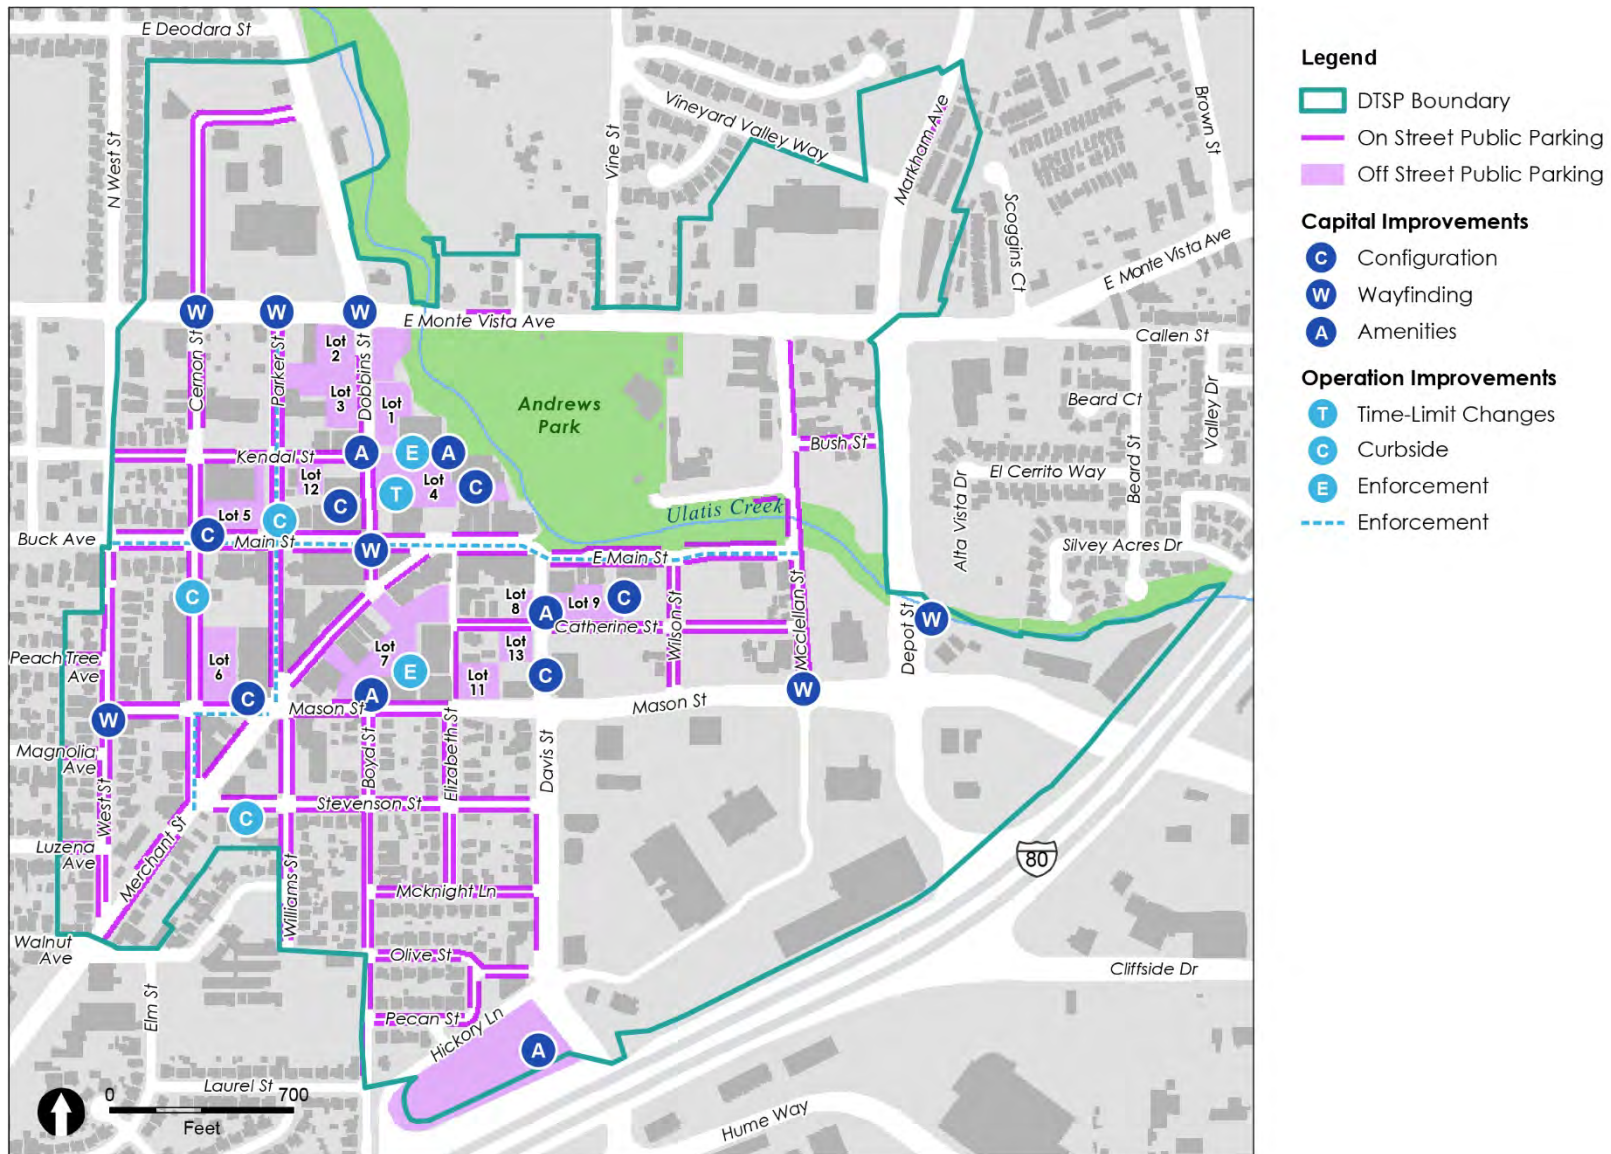 E Deodara St
N West St
Vine St
Vineyard Valley Way
Markham Ave
Brown St
Scoggins Ct
E Monte Vista Ave
W
W
W
E Monte Vista Ave
Callen St
Cernon St
Parker St
Dobbins St
Lot
2
Lot
3
Lot
1
Andrews
Park
Beard Ct
Valley Dr
Beard St
Kendal St
A
E
A
Bush St
El Cerrito Way
Alta Vista Dr
Lot
12
C
T
Lot
4
C
Lot 5
C
C
Ulatis Creek
Buck Ave
Main St
W
E Main St
Silvey Acres Dr
C
Lot
8
A
Lot 9
C
Catherine St
Wilson St
Mcclellan St
Depot St
W
Peach Tree
Ave
Lot
6
Lot
7
E
Lot
13
Lot
11
C
C
A
W
Mason St
Mason St
W
Magnolia
Ave
West St
Boyd St
Elizabeth St
Davis St
Stevenson St
C
Luzena
Ave
Merchant St
Williams St
80
Mcknight Ln
Walnut
Ave
Olive St
Cliffside Dr
Elm St
Pecan St
Hickory Ln
A
Laurel St
0
700
Feet
Hume Way
Legend
DTSP Boundary
On Street Public Parking
Off Street Public Parking
Capital Improvements
C Configuration
W Wayfinding
A Amenities
Operation Improvements
T Time-Limit Changes
C Curbside
E Enforcement
Enforcement